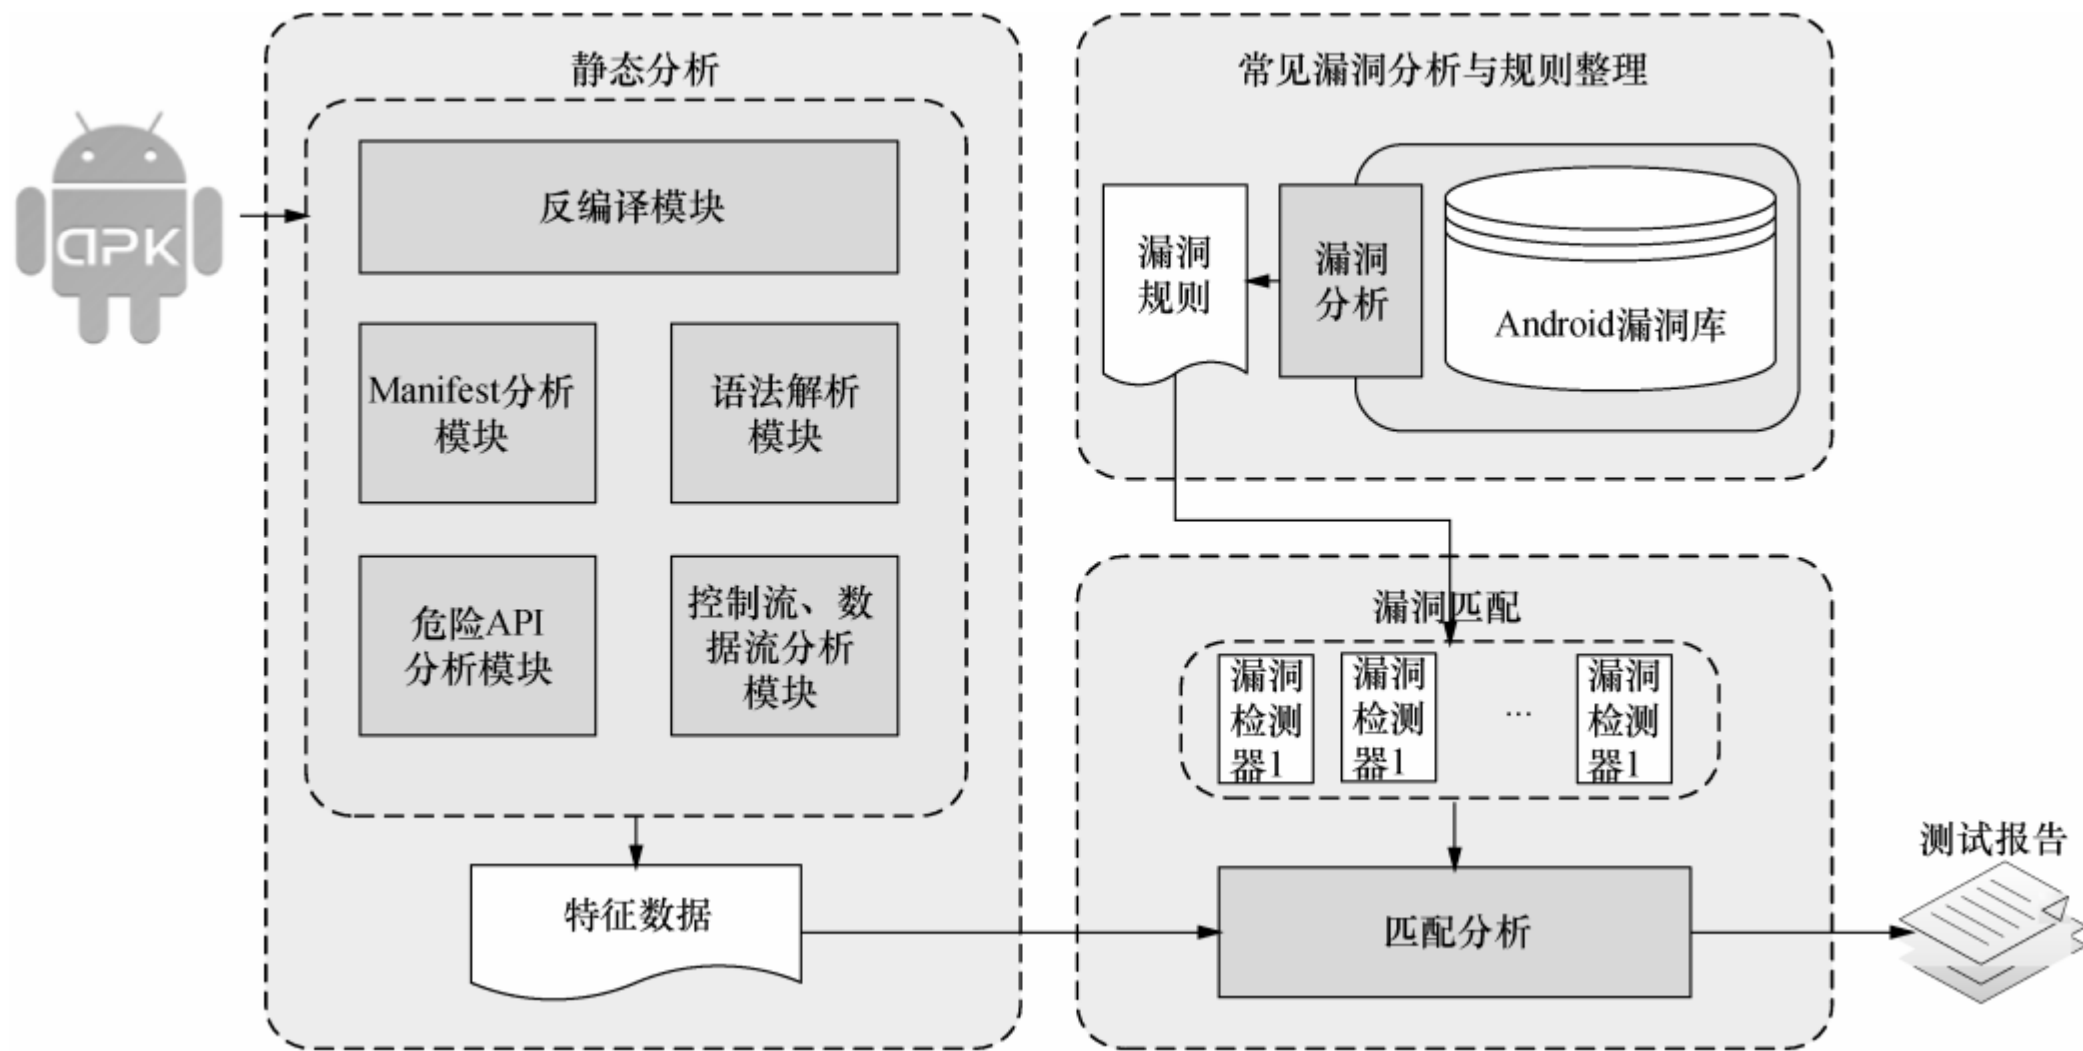 静态分析
APK
反编译模块
Manifest分析
模块
语法解析
模块
危险API
分析模块
控制流、数
据流分析
模块
特征数据
常见漏洞分析与规则整理
漏洞
规则
漏洞
分析
Android漏洞库
漏洞匹配
漏洞
检测
器1
漏洞
检测
器1
...
漏洞
检测
器1
匹配分析
测试报告